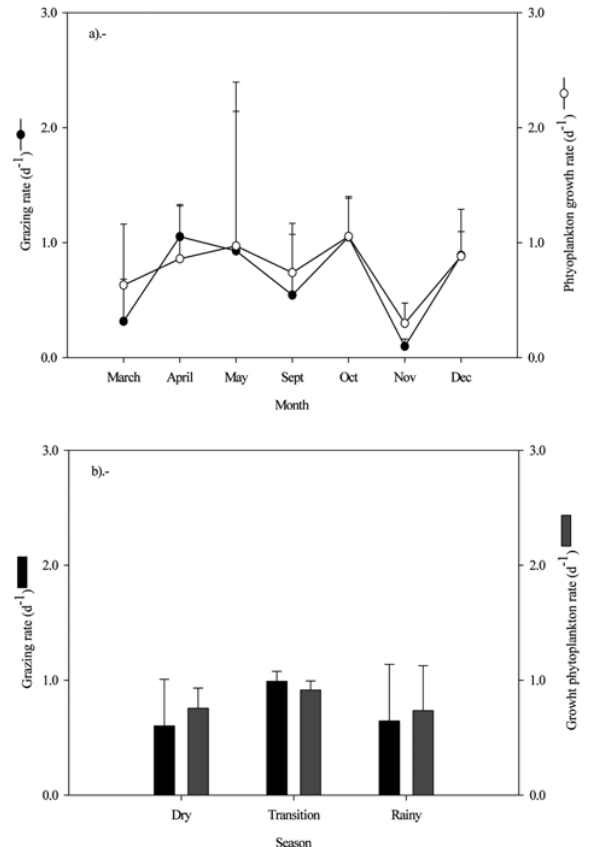 a).-
3.0
2.0
1.0
0.0
Grazing rate (d-1)
3.0
2.0
1.0
0.0
Phtyoplankton growth rate (d-1)
March April May Sept Oct Nov Dec
Month
b).-
3.0
2.0
1.0
0.0
Grazing rate (d-1)
3.0
2.0
1.0
0.0
Growht phytoplankton rate (d-1)
Dry Transition Rainy
Season